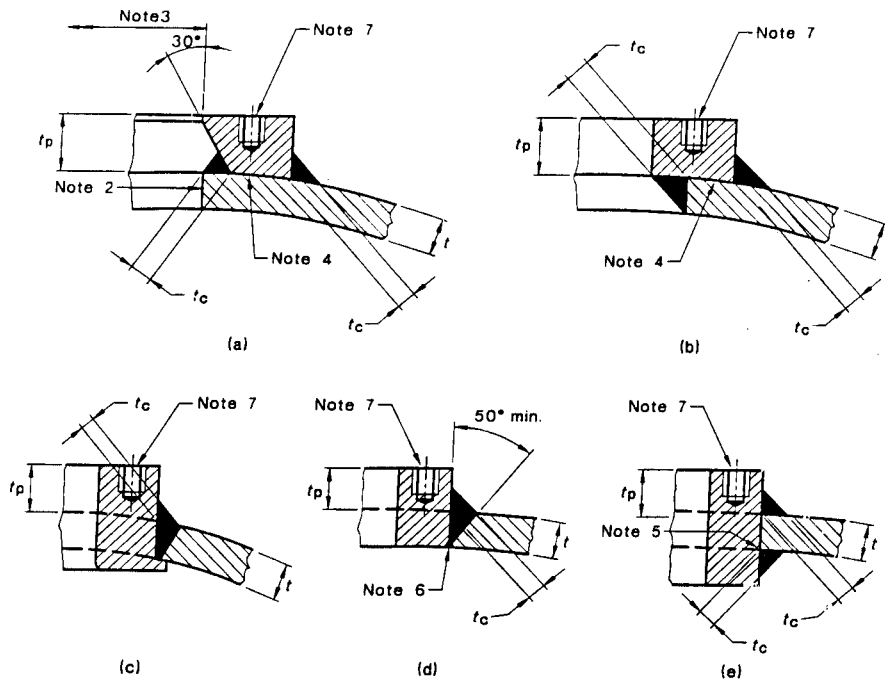 Note3
30°
Note 7
tp
Note 2
Note 4
t
tc
tc
(a)
tc
Note 7
tp
Note 4
tc
(b)
tc
Note 7
tp
t
(c)
Note 7
50° min.
tp
t
Note 6
tc
(d)
Note 7
tp
Note 5
t
tc
tc
(e)